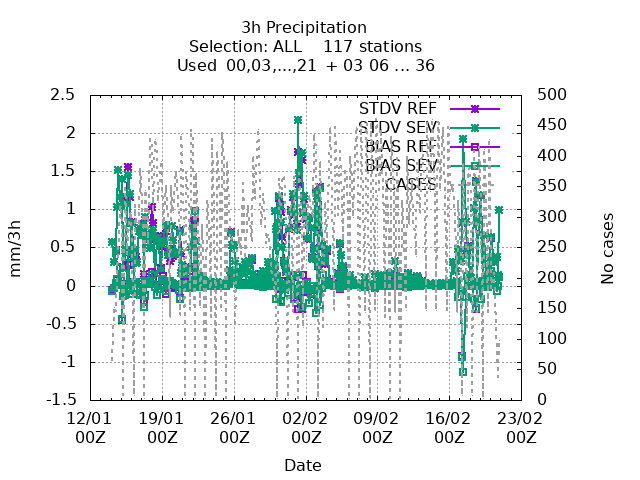 3h Precipitation
Selection: ALL 117 stations
Used 00,03,...,21 + 03 06 ... 36
2.5
2
1.5
1
0.5
0
-0.5
-1
-1.5
500
450
400
350
300
250
200
150
100
50
0
STDV REF
STDV SEV
BIAS REF
BIAS SEV
CASES
mm/3h
No cases
12/01 19/01 26/01 02/02 09/02 16/02 23/02
00Z 00Z 00Z 00Z 00Z 00Z 00Z
Date